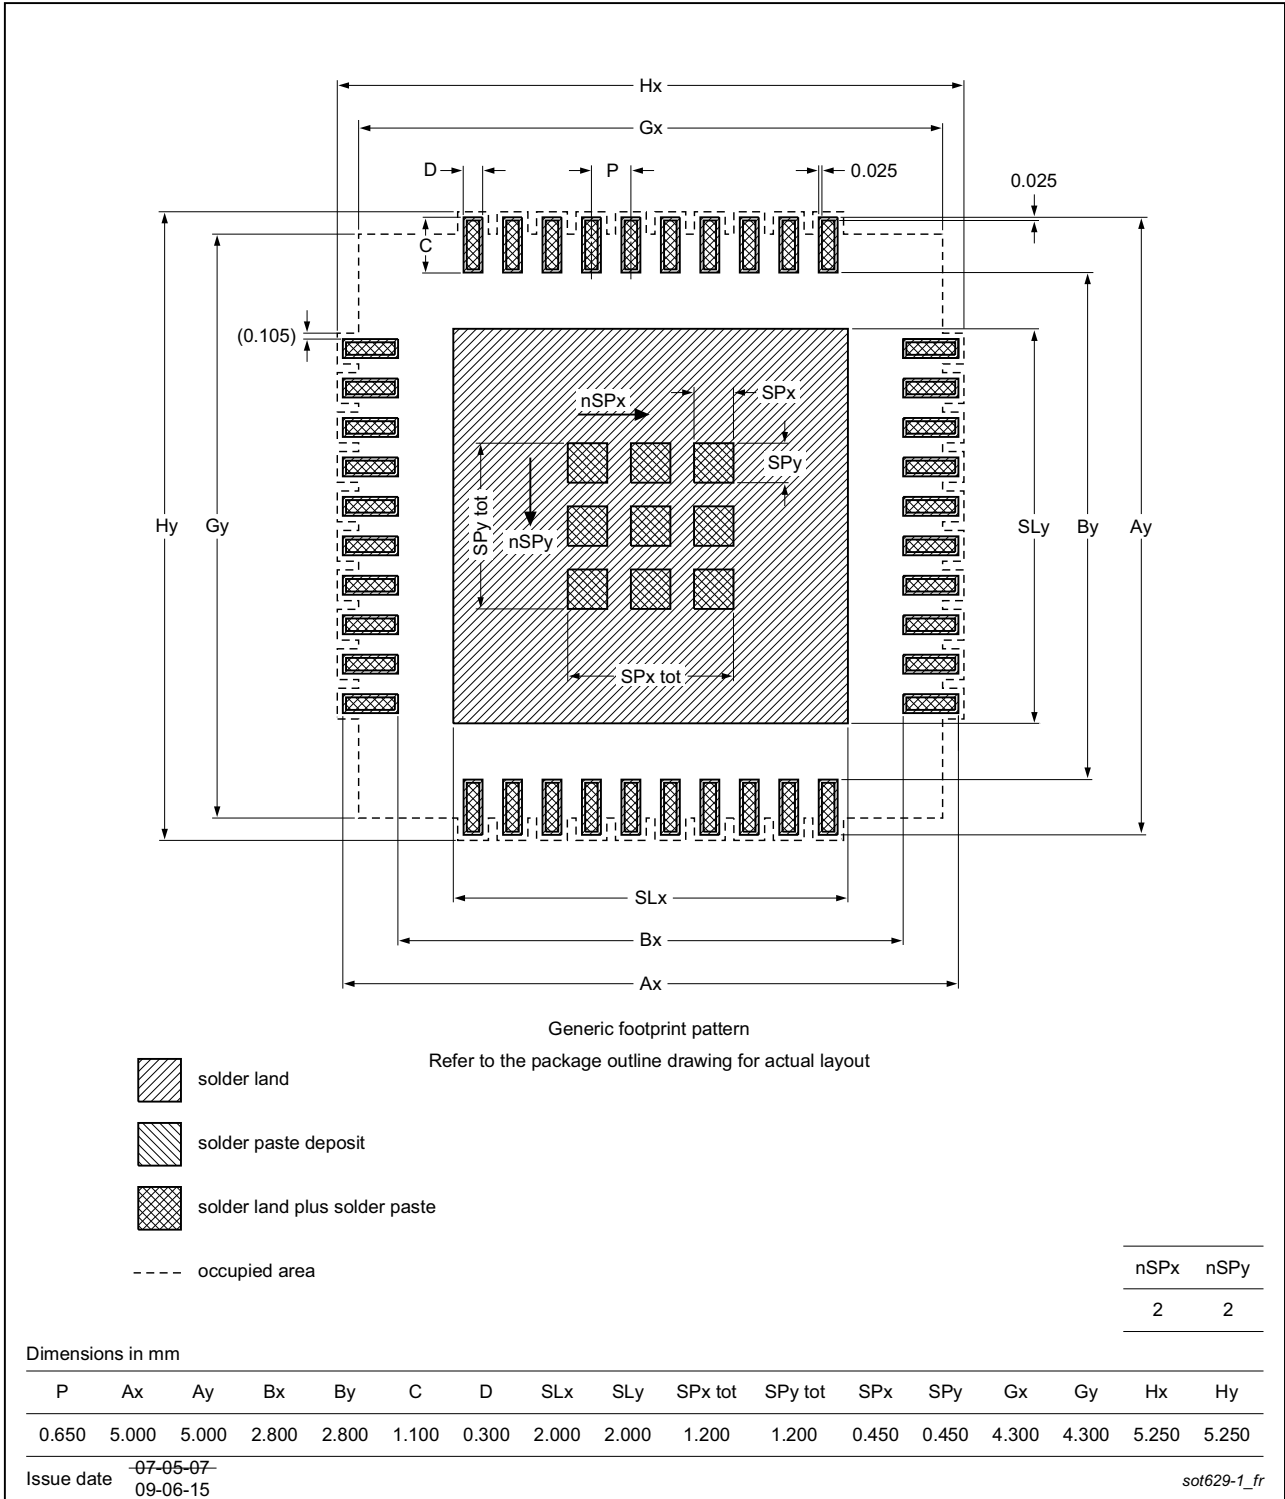 Hx
Gx
D
P
0.025
0.025
C
(0.105)
nSPx
SPx
SPy
SPy tot
nSPy
Hy
Gy
SLy
By
Ay
SPx tot
SLx
Bx
Ax
Generic footprint pattern
Refer to the package outline drawing for actual layout
solder land
solder paste deposit
solder land plus solder paste
occupied area
nSPx nSPy
2 2
Dimensions in mm
P Ax Ay Bx By C D SLx SLy SPx tot SPy tot SPx SPy Gx Gy Hx Hy
0.650 5.000 5.000 2.800 2.800 1.100 0.300 2.000 2.000 1.200 1.200 0.450 0.450 4.300 4.300 5.250 5.250
Issue date 07-05-07
09-06-15
sot629-1_fr